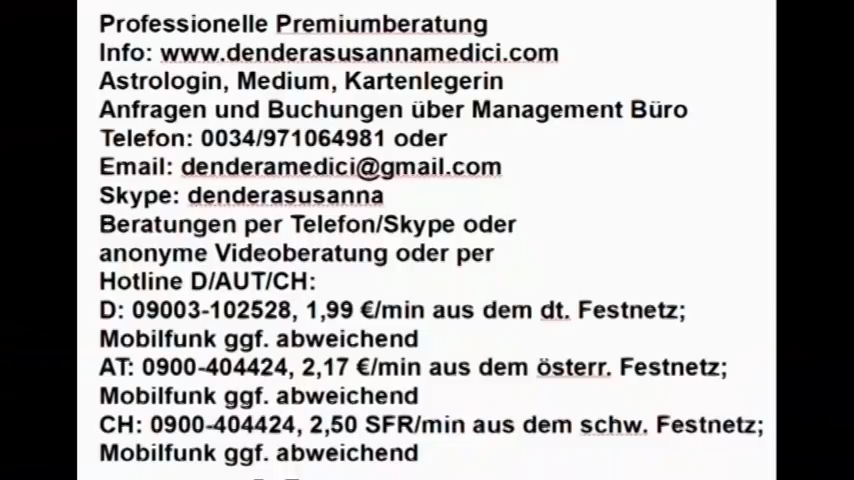 Professionelle Premiumberatung
Info: www.denderasusannamedici.com
Astrologin, Medium, Kartenlegerin
Anfragen und Buchungen über Management Büro
Telefon: 0034/971064981 oder
Email: denderamedici@gmail.com
Skype: denderasusanna
Beratungen per Telefon/Skype oder
anonyme Videoberatung oder per
Hotline D/AUT/CH:
D: 09003-102528, 1,99 €/min aus dem dt. Festnetz;
Mobilfunk ggf. abweichend
AT: 0900-404424, 2,17 €/min aus dem österr. Festnetz;
Mobilfunk ggf. abweichend
CH: 0900-404424, 2,50 SFR/min aus dem schw. Festnetz;
Mobilfunk ggf. abweichend